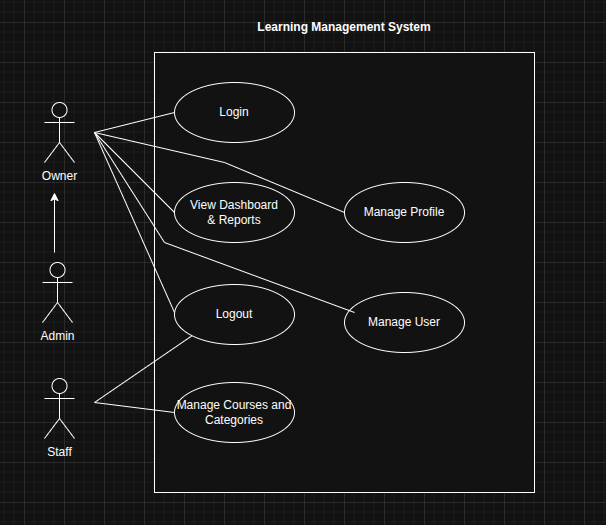 Learning Management System
Login
Owner
View Dashboard
& Reports
Manage Profile
Logout
Manage User
Admin
Manage Courses and
Categories
Staff